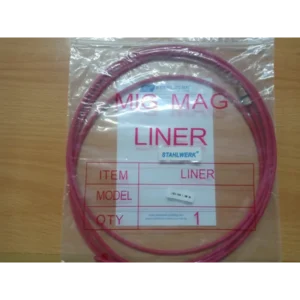 MIG MAG
LINER
STAHLWERK
ITEM LINER
MODEL
QTY 1